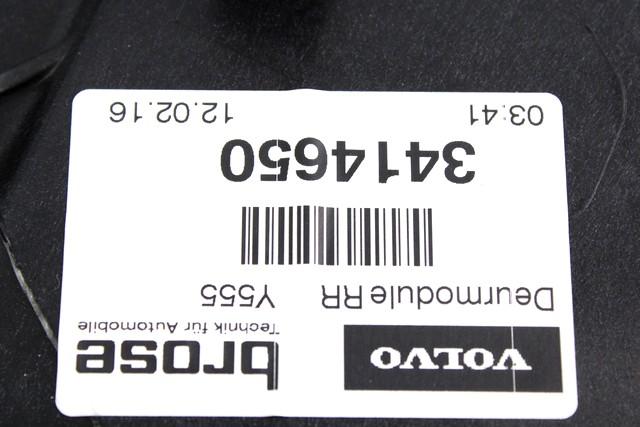 VOLVO brose
Technik für Automobile
Deurmodule RR Y555
3414650
03:41 12.02.16